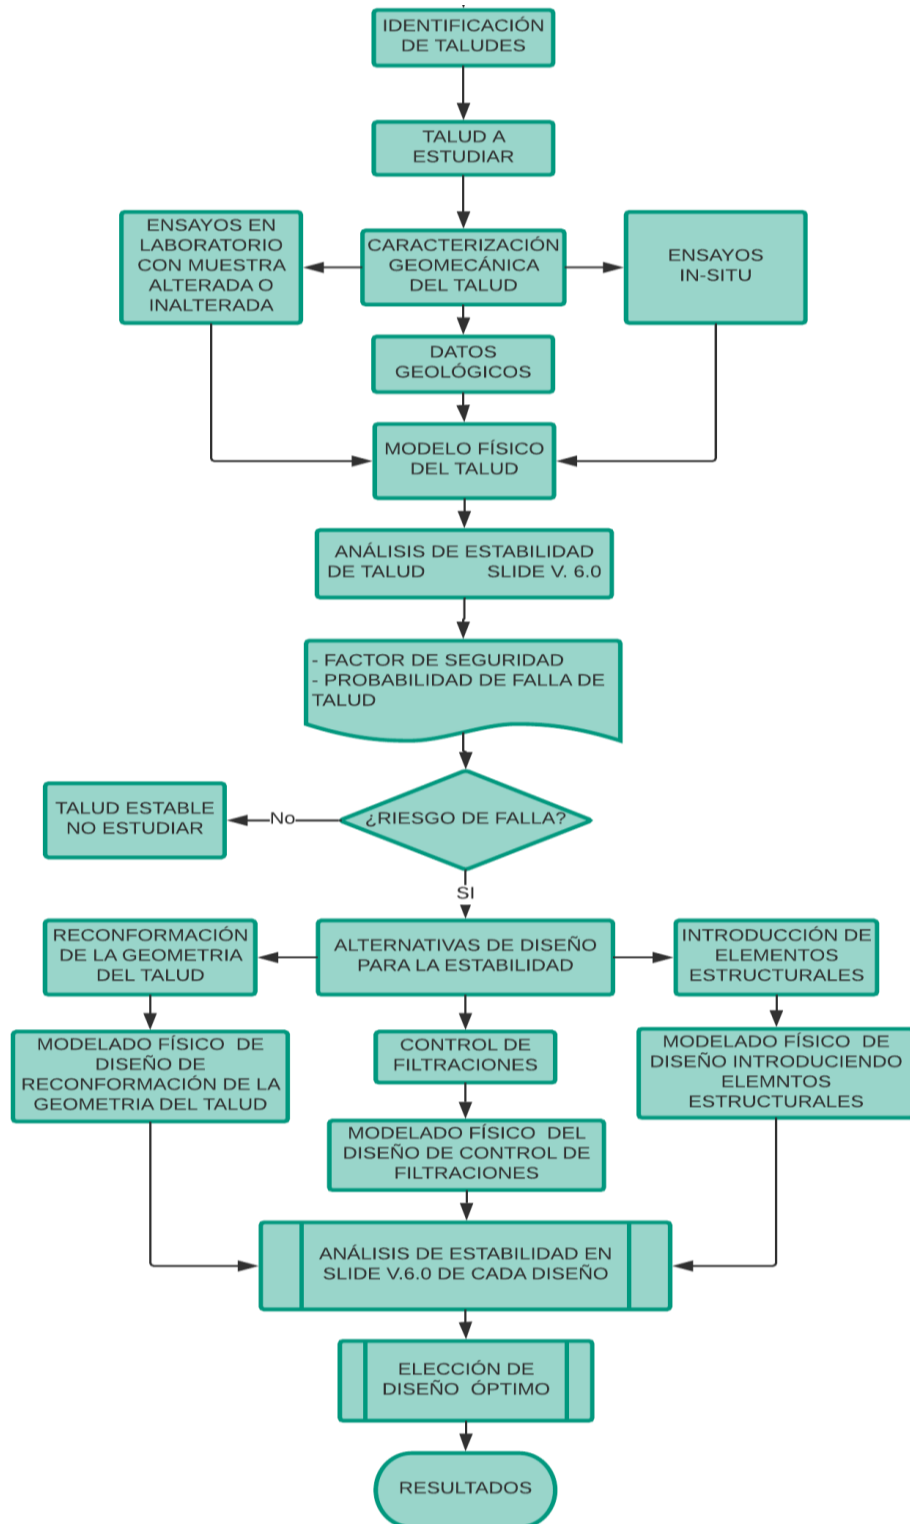 IDENTIFICACIÓN
DE TALUDES
TALUD A
ESTUDIAR
ENSAYOS EN
LABORATORIO
CON MUESTRA
ALTERADA O
INALTERADA
CARACTERIZACIÓN
GEOMECÁNICA
DEL TALUD
ENSAYOS
IN-SITU
DATOS
GEOLÓGICOS
MODELO FÍSICO
DEL TALUD
ANÁLISIS DE ESTABILIDAD
DE TALUD SLIDE V. 6.0
- FACTOR DE SEGURIDAD
- PROBABILIDAD DE FALLA DE
TALUD
¿RIESGO DE FALLA?
No
TALUD ESTABLE
NO ESTUDIAR
SI
RECONFORMACIÓN
DE LA GEOMETRIA
DEL TALUD
ALTERNATIVAS DE DISEÑO
PARA LA ESTABILIDAD
INTRODUCCIÓN DE
ELEMENTOS
ESTRUCTURALES
MODELADO FÍSICO DE
DISEÑO DE
RECONFORMACIÓN DE LA
GEOMETRIA DEL TALUD
CONTROL DE
FILTRACIONES
MODELADO FÍSICO DE
DISEÑO INTRODUCIENDO
ELEMNTOS
ESTRUCTURALES
MODELADO FÍSICO DEL
DISEÑO DE CONTROL DE
FILTRACIONES
ANÁLISIS DE ESTABILIDAD EN
SLIDE V.6.0 DE CADA DISEÑO
ELECCIÓN DE
DISEÑO ÓPTIMO
RESULTADOS